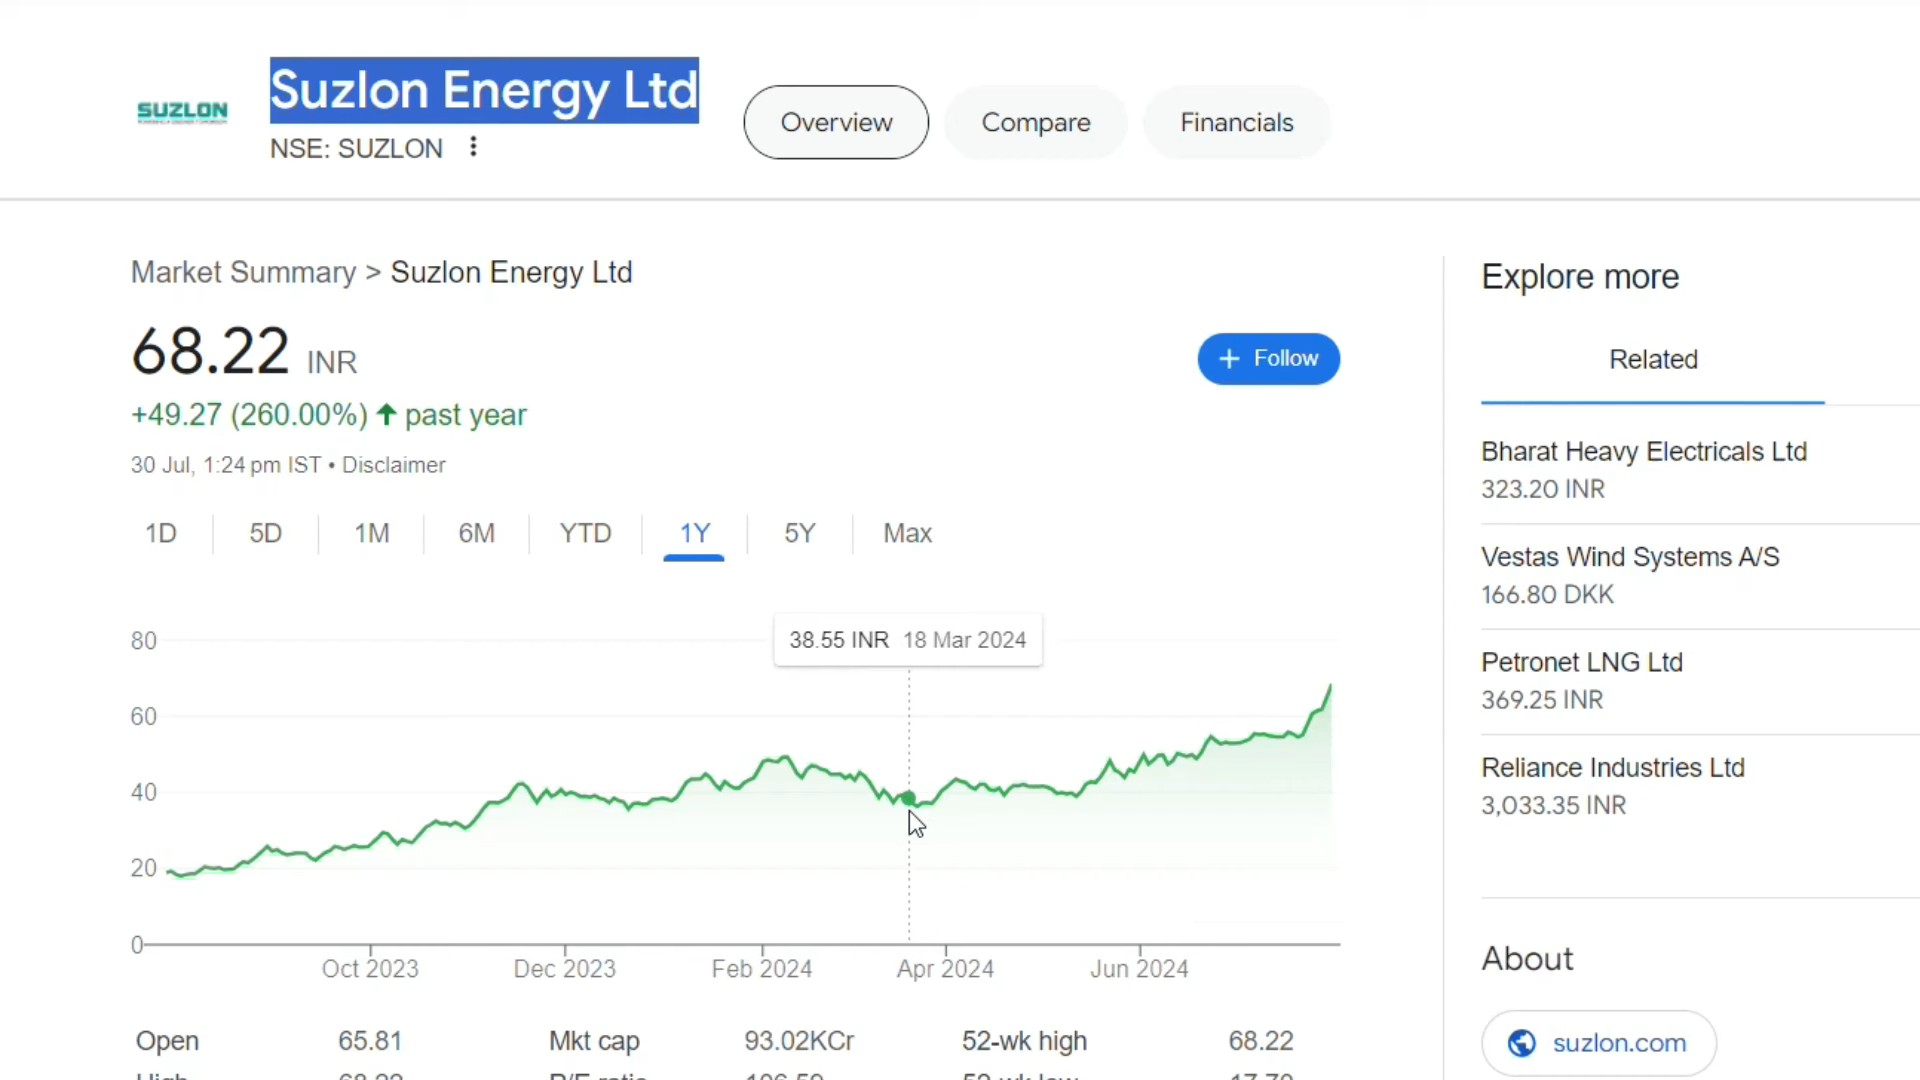 SUZLON
Suzlon Energy Ltd
NSE: SUZLON
Overview
Compare
Financials
Market Summary > Suzlon Energy Ltd
68.22 INR
+49.27 (260.00%) ↑ past year
30 Jul, 1:24 pm IST • Disclaimer
+ Follow
1D
5D
1M
6M
YTD
1Y
5Y
Max
38.55 INR 18 Mar 2024
80
60
40
20
0
Oct 2023
Dec 2023
Feb 2024
Apr 2024
Jun 2024
Open 65.81
Mkt cap 93.02KCr
52-wk high 68.22
Explore more
Related
Bharat Heavy Electricals Ltd
323.20 INR
Vestas Wind Systems A/S
166.80 DKK
Petronet LNG Ltd
369.25 INR
Reliance Industries Ltd
3,033.35 INR
About
suzlon.com